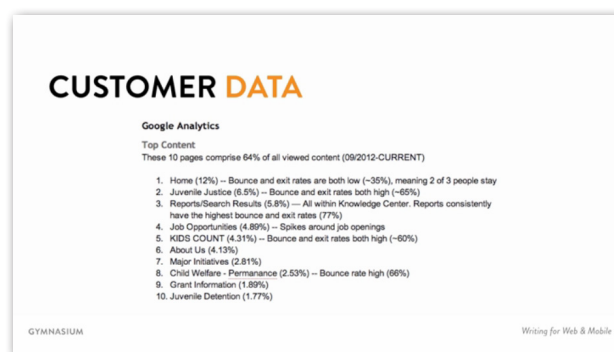 CUSTOMER DATA
Google Analytics
Top Content
These 10 pages comprise 64% of all viewed content (09/2012-CURRENT)
1. Home (12%) -- Bounce and exit rates are both low (~35%), meaning 2 of 3 people stay
2. Juvenile Justice (6.5%) -- Bounce and exit rates both high (~65%)
3. Reports/Search Results (5.8%) — All within Knowledge Center. Reports consistently
have the highest bounce and exit rates (77%)
4. Job Opportunities (4.89%) -- Spikes around job openings
5. KIDS COUNT (4.31%) -- Bounce and exit rates both high (~60%)
6. About Us (4.13%)
7. Major Initiatives (2.81%)
8. Child Welfare - Permanance (2.53%) -- Bounce rate high (66%)
9. Grant Information (1.89%)
10. Juvenile Detention (1.77%)
GYMNASIUM
Writing for Web & Mobile